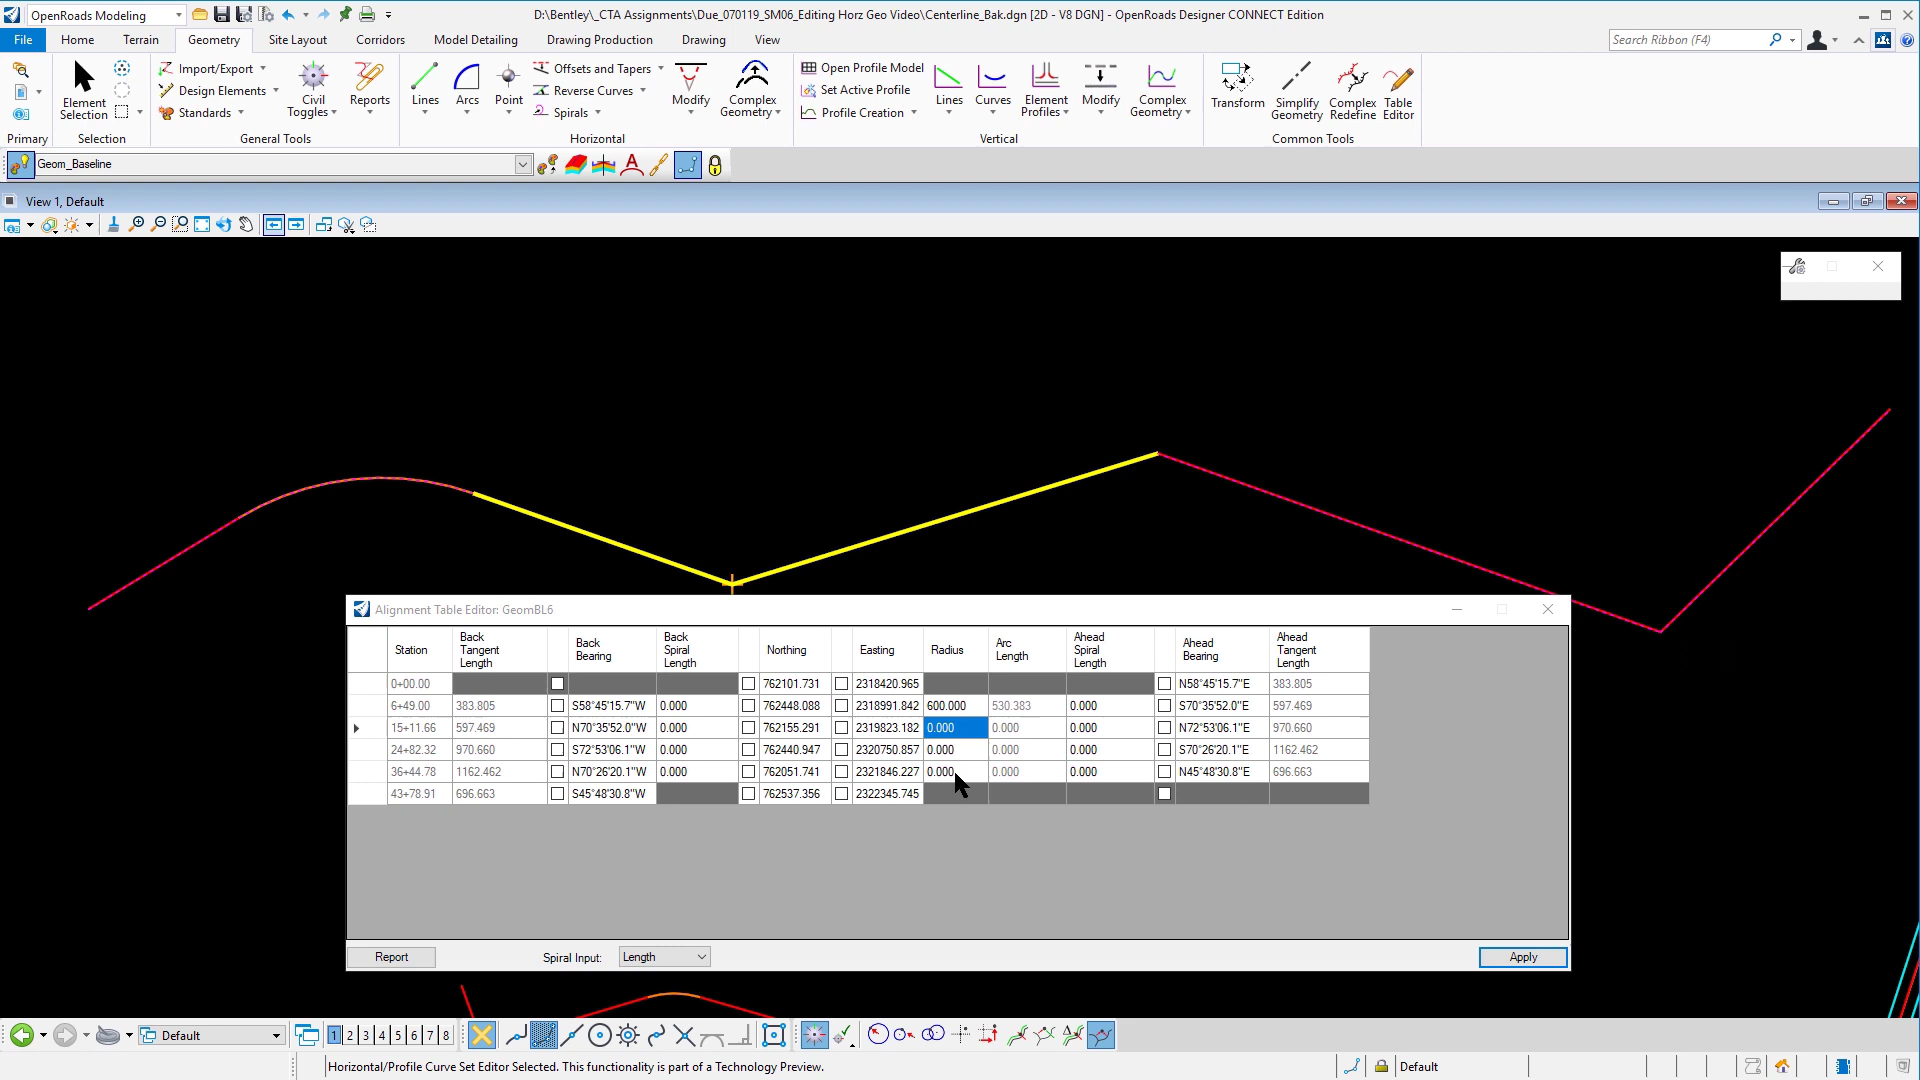 OpenRoads Modeling
D:\Bentley\_CTA Assignments\Due_070119_SM06_Editing Horz Geo Video\Centerline_Bak.dgn [2D - V8 DGN] - OpenRoads Designer CONNECT Edition
File Home Terrain Geometry Site Layout Corridors Model Detailing Drawing Production Drawing View
Search Ribbon (F4)
Element Selection
Import/Export
Design Elements
Standards
Civil Toggles
Reports
Lines
Arcs
Point
Offsets and Tapers
Reverse Curves
Spirals
Modify
Complex Geometry
Open Profile Model
Set Active Profile
Profile Creation
Lines
Curves
Element Profiles
Modify
Complex Geometry
Transform
Simplify Geometry
Complex Redefine
Table Editor
Primary Selection General Tools Horizontal Vertical Common Tools
Geom_Baseline
View 1, Default
Alignment Table Editor: GeomBL6
Station Back Tangent Length Back Bearing Back Spiral Length Northing Easting Radius Arc Length Ahead Spiral Length Ahead Bearing Ahead Tangent Length
0+00.00 762101.731 2318420.965 N58°45'15.7"E 383.805
6+49.00 383.805 S58°45'15.7"W 0.000 762448.088 2318991.842 600.000 530.383 0.000 S70°35'52.0"E 597.469
15+11.66 597.469 N70°35'52.0"W 0.000 762155.291 2319823.182 0.000 0.000 0.000 N72°53'06.1"E 970.660
24+82.32 970.660 S72°53'06.1"W 0.000 762440.947 2320750.857 0.000 0.000 0.000 S70°26'20.1"E 1162.462
36+44.78 1162.462 N70°26'20.1"W 0.000 762051.741 2321846.227 0.000 0.000 0.000 N45°48'30.8"E 696.663
43+78.91 696.663 S45°48'30.8"W 762537.356 2322345.745
Report Spiral Input: Length Apply
Default 1 2 3 4 5 6 7 8
Horizontal/Profile Curve Set Editor Selected. This functionality is part of a Technology Preview.
Default